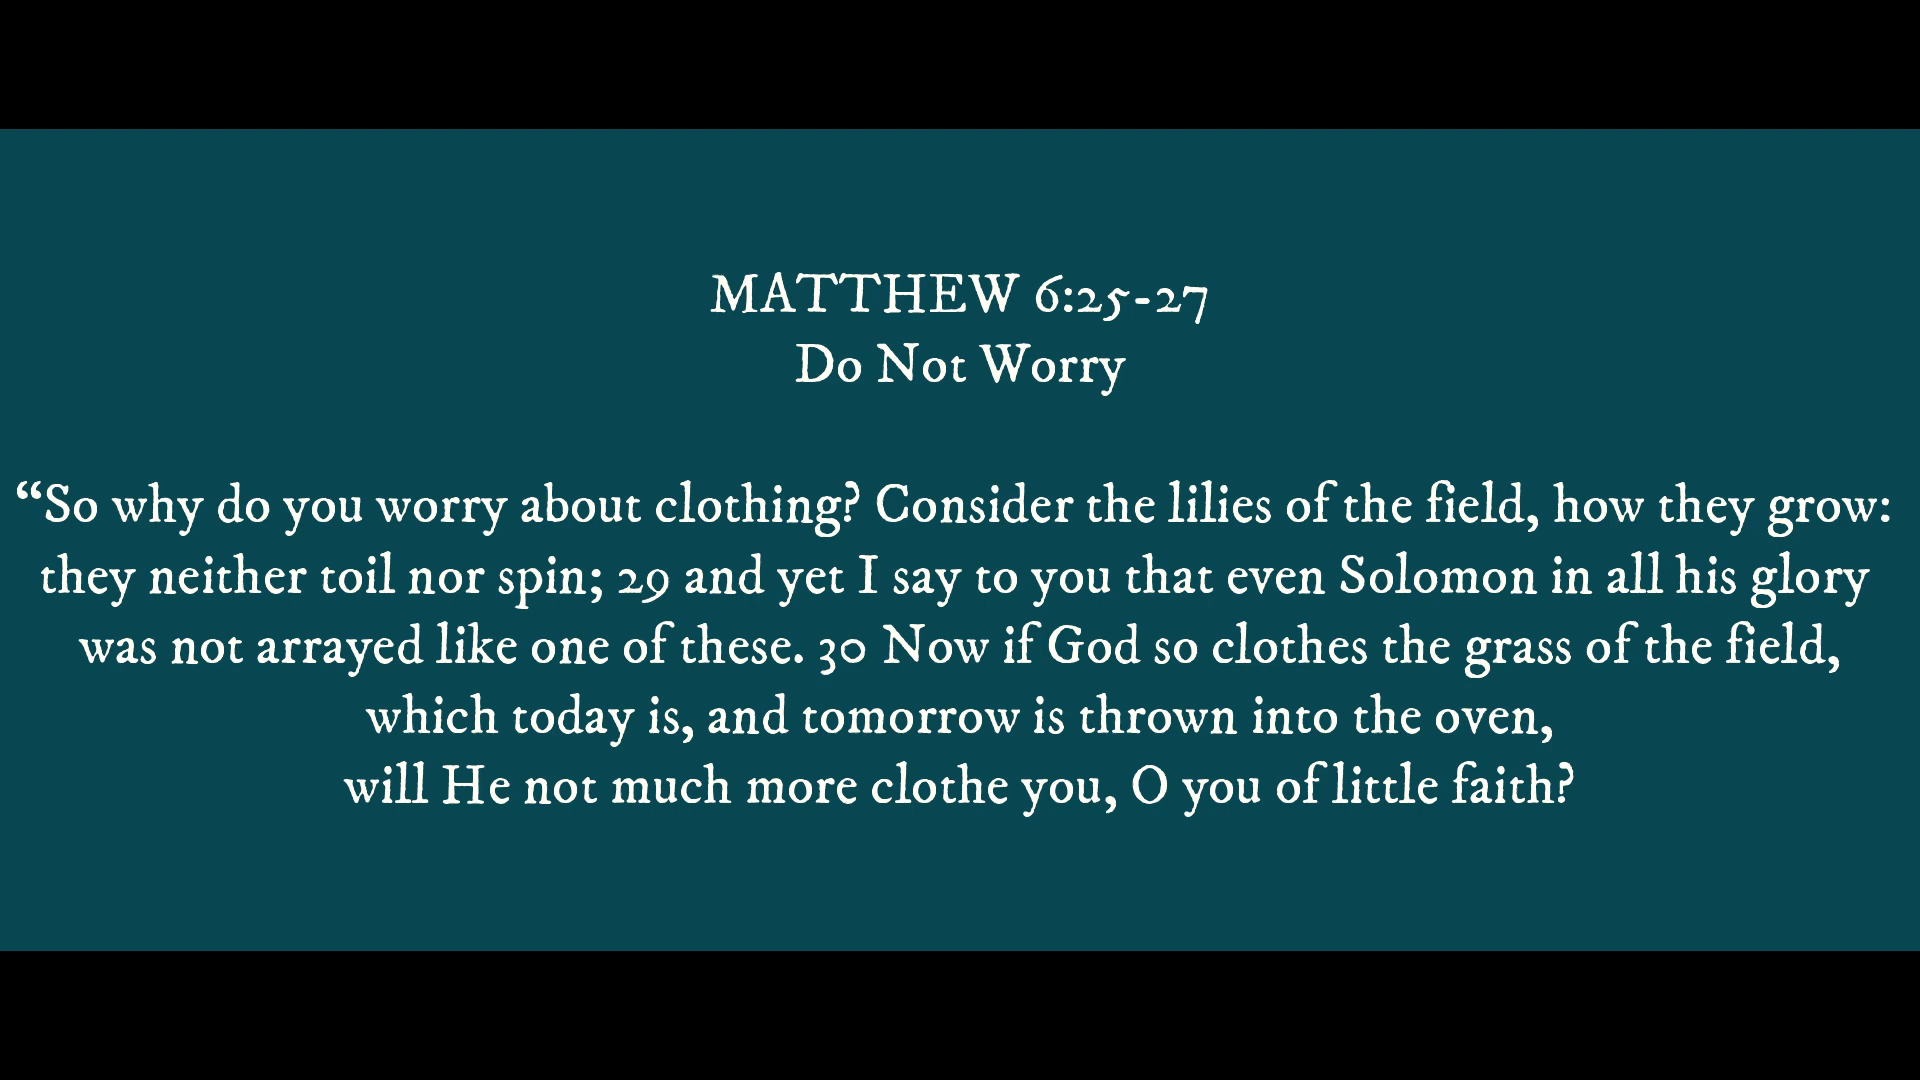 MATTHEW 6:25-27
Do Not Worry
“So why do you worry about clothing? Consider the lilies of the field, how they grow:
they neither toil nor spin; 29 and yet I say to you that even Solomon in all his glory
was not arrayed like one of these. 30 Now if God so clothes the grass of the field,
which today is, and tomorrow is thrown into the oven,
will He not much more clothe you, O you of little faith?